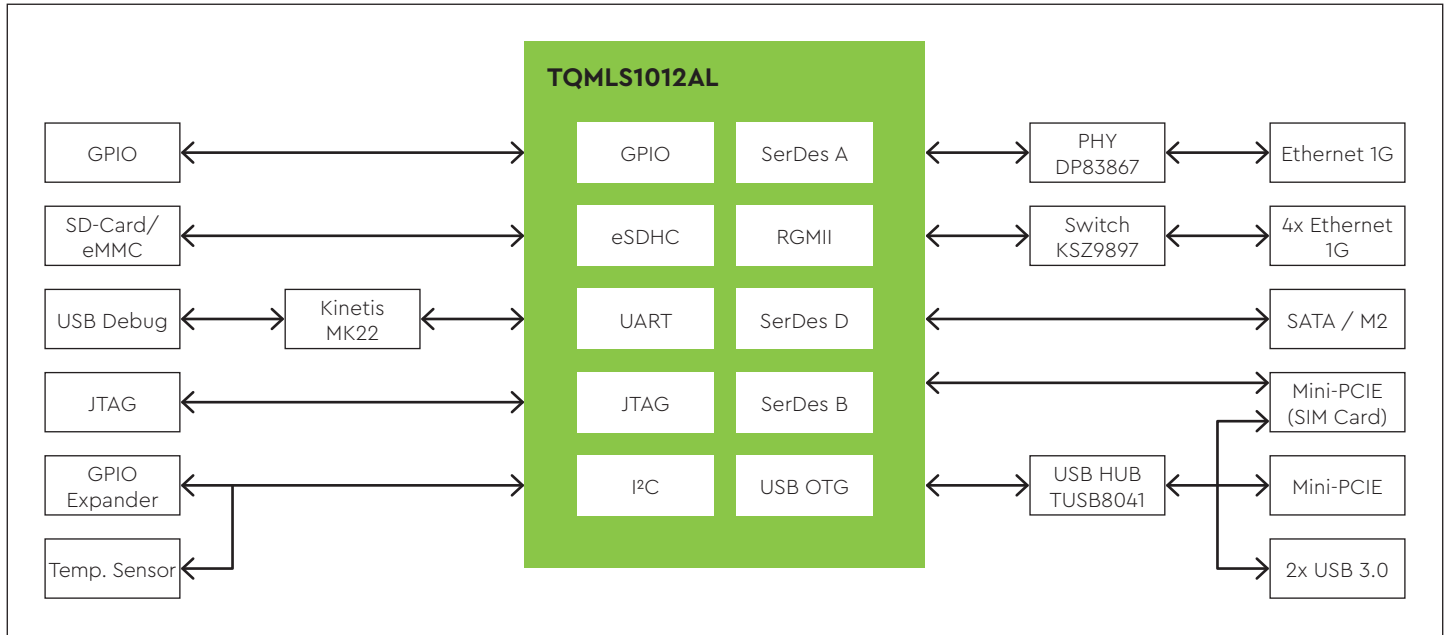 TQMLS1012AL
GPIO
GPIO
SerDes A
PHY
DP83867
Ethernet 1G
SD-Card/
eMMC
eSDHC
RGMII
Switch
KSZ9897
4x Ethernet
1G
USB Debug
Kinetis
MK22
UART
SerDes D
SATA / M2
JTAG
JTAG
SerDes B
Mini-PCIE
(SIM Card)
GPIO
Expander
I²C
USB OTG
USB HUB
TUSB8041
Mini-PCIE
Temp. Sensor
2x USB 3.0